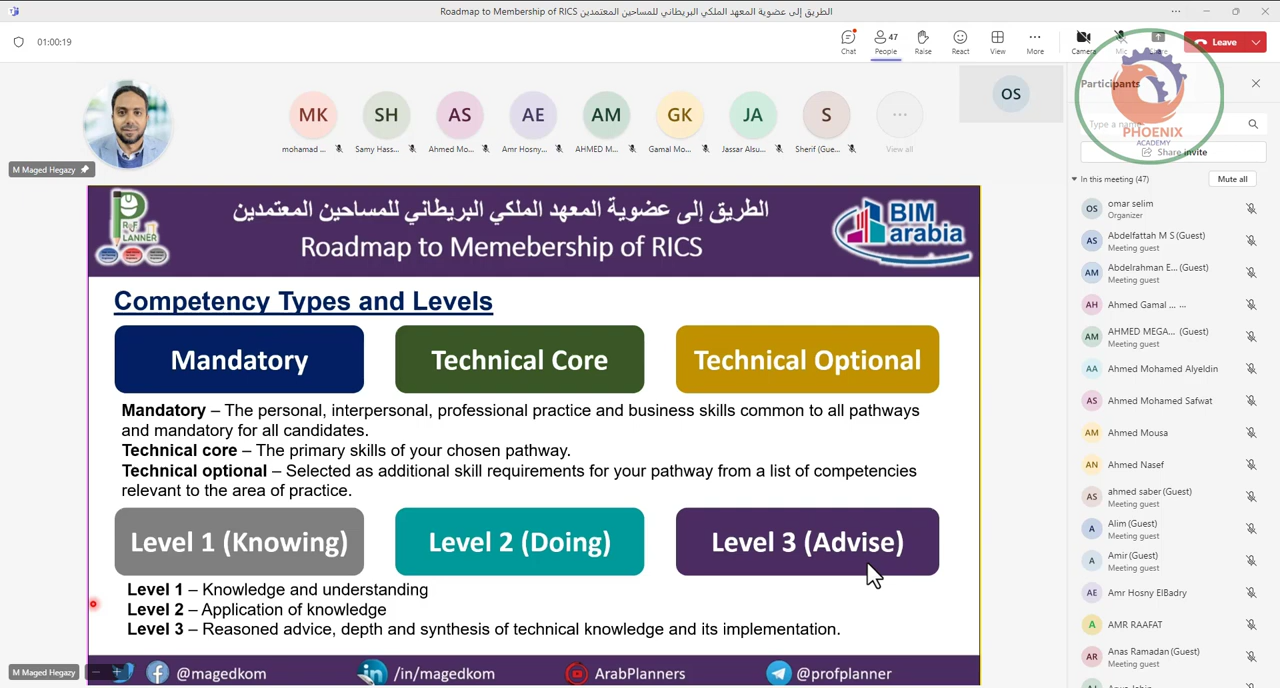 Roadmap to Membership of RICS الطريق إلى عضوية المعهد الملكي البريطاني للمساحين المعتمدين
01:00:19
Chat
47
People
Raise
React
View
More
Camera
Mic
Share
Leave
MK
SH
AS
AE
AM
GK
JA
S
...
OS
mohamad ...
Samy Hass...
Ahmed Mo...
Amr Hosny...
AHMED M...
Gamal Mo...
Jassar Alsu...
Sherif (Gue...
View all
M Maged Hegazy
Participants
Type a name
PHOENIX
ACADEMY
Share invite
In this meeting (47)
Mute all
OS omar selim
Organizer
AS Abdelfattah M S(Guest)
Meeting guest
AM Abdelrahman E... (Guest)
Meeting guest
AH Ahmed Gamal ... ...
AM AHMED MEGA... (Guest)
Meeting guest
AA Ahmed Mohamed Alyeldin
AS Ahmed Mohamed Safwat
AM Ahmed Mousa
AN Ahmed Nasef
AS ahmed saber (Guest)
Meeting guest
A Alim (Guest)
Meeting guest
A Amir (Guest)
Meeting guest
AE Amr Hosny ElBadry
A AMR RAAFAT
AR Anas Ramadan (Guest)
Meeting guest
الطريق إلى عضوية المعهد الملكي البريطاني للمساحين المعتمدين
Roadmap to Memebership of RICS
PLANNER
BIM
arabia
Competency Types and Levels
Mandatory
Technical Core
Technical Optional
Mandatory – The personal, interpersonal, professional practice and business skills common to all pathways
and mandatory for all candidates.
Technical core – The primary skills of your chosen pathway.
Technical optional – Selected as additional skill requirements for your pathway from a list of competencies
relevant to the area of practice.
Level 1 (Knowing)
Level 2 (Doing)
Level 3 (Advise)
Level 1 – Knowledge and understanding
Level 2 – Application of knowledge
Level 3 – Reasoned advice, depth and synthesis of technical knowledge and its implementation.
M Maged Hegazy
@magedkom
/in/magedkom
ArabPlanners
@profplanner